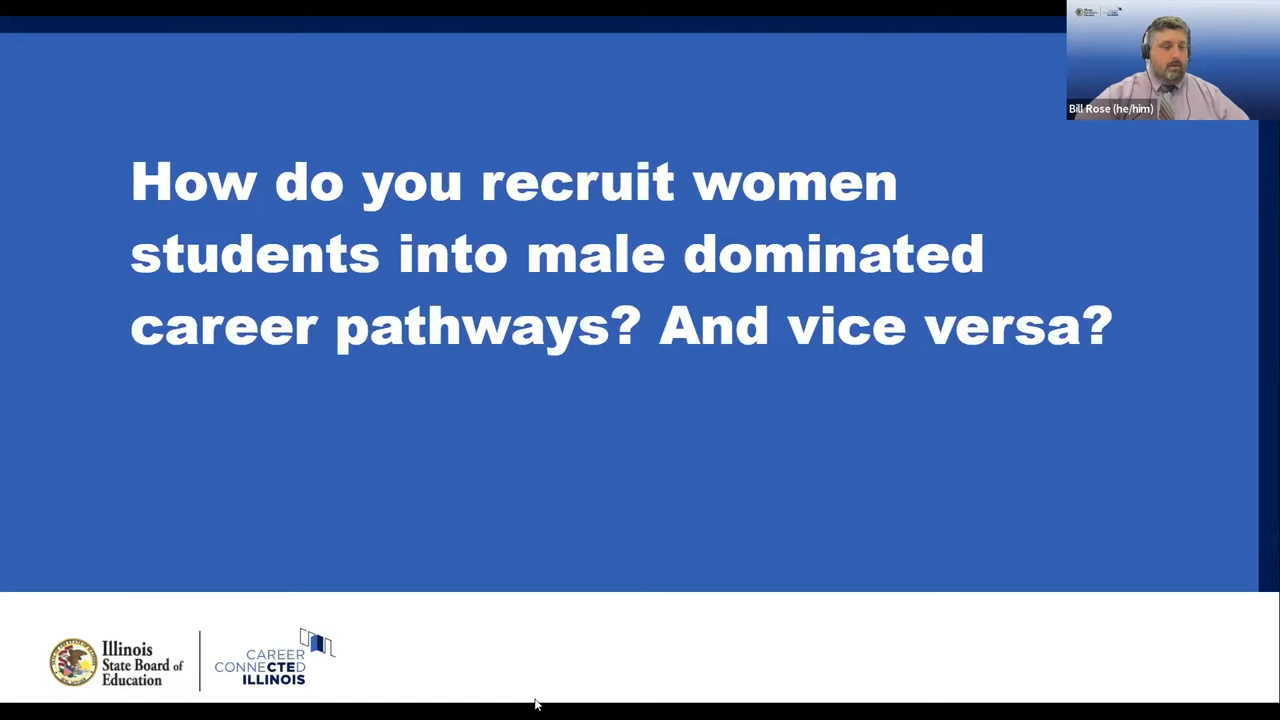 Bill Rose (he/him)
How do you recruit women
students into male dominated
career pathways? And vice versa?
Illinois
State Board of
Education
CAREER
CONNECTED
ILLINOIS